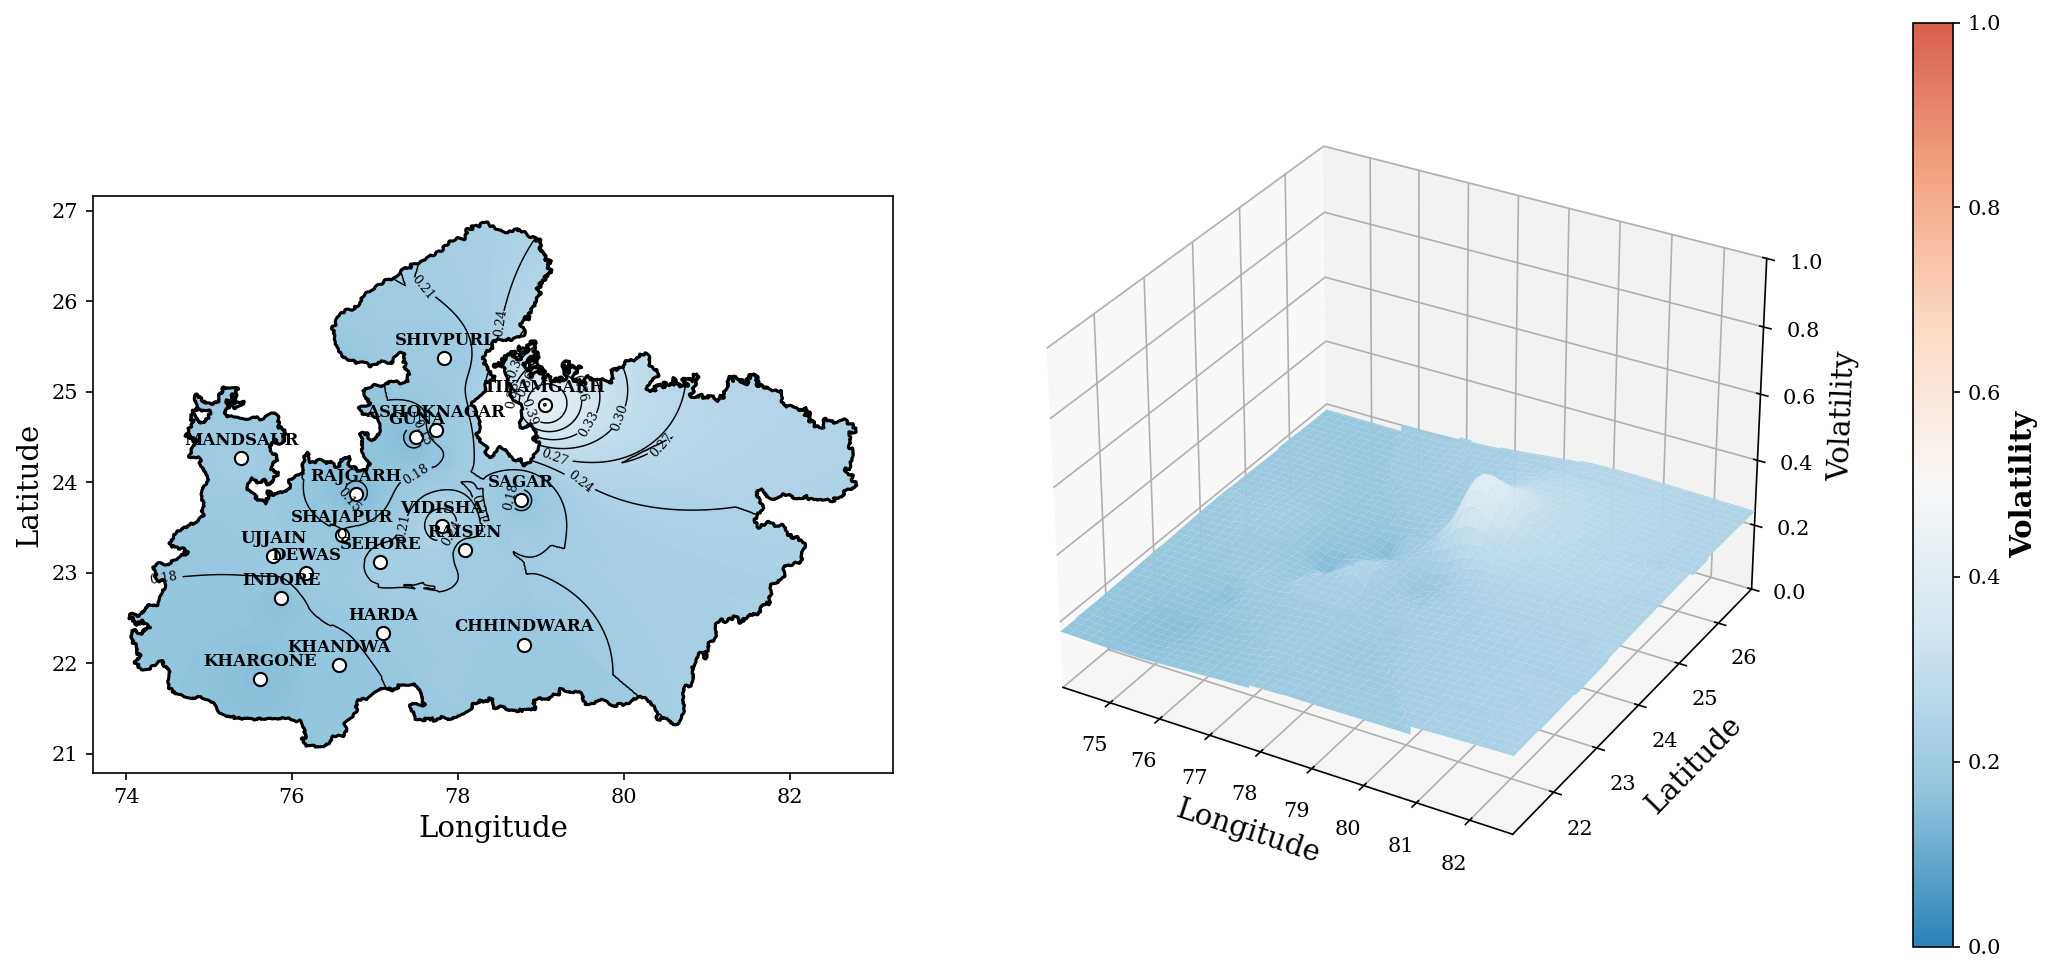 27
26
25
24
23
22
21
74
76
78
80
82
Latitude
Longitude
SHIVPURI
TIKAMGARH
ASHOKNAGAR
GUNA
MANDSAUR
RAJGARH
SAGAR
VIDISHA
SHAJAPUR
RAISEN
UJJAIN
SEHORE
DEWAS
INDORE
HARDA
CHHINDWARA
KHANDWA
KHARGONE
0.21
0.24
0.39
0.33
0.30
0.27
0.27
0.24
0.18
0.18
0.21
0.18
75
76
77
78
79
80
81
82
Longitude
22
23
24
25
26
Latitude
0.0
0.2
0.4
0.6
0.8
1.0
Volatility
1.0
0.8
0.6
0.4
0.2
0.0
Volatility